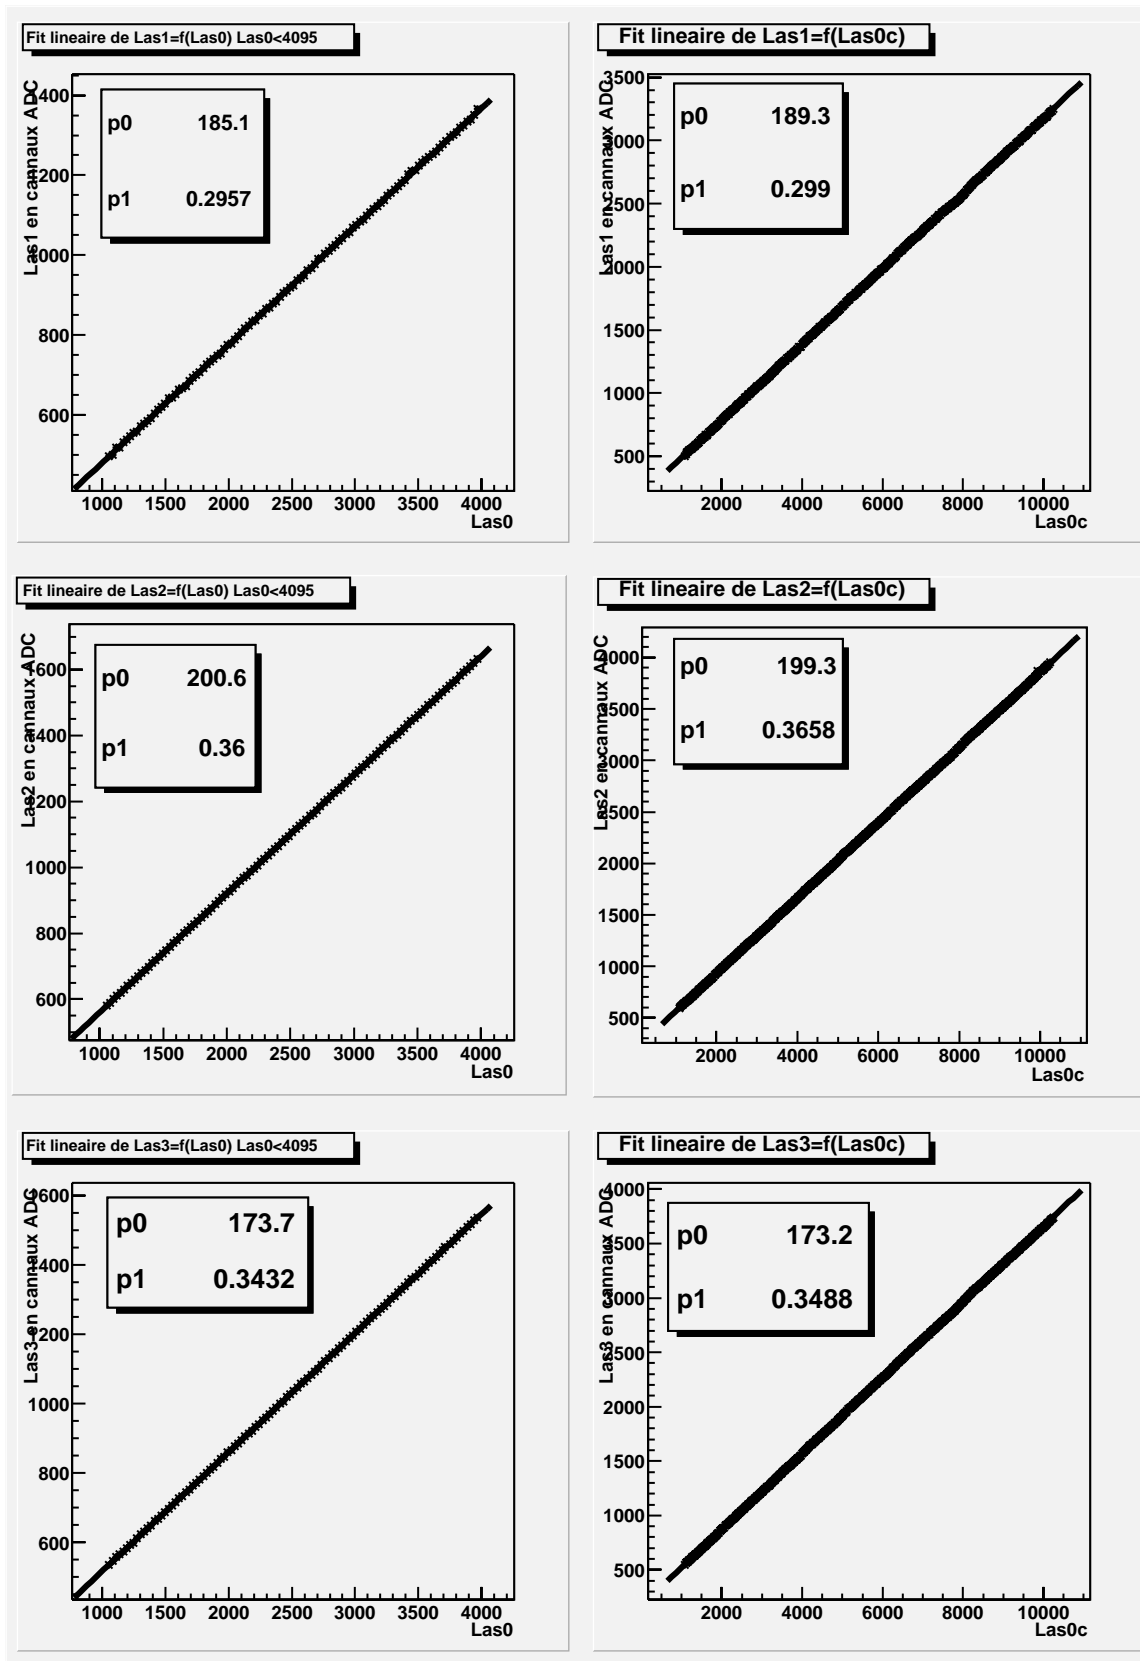 Fit lineaire de Las1=f(Las0) Las0<4095
Las1 en cannaux ADC
p0 185.1
p1 0.2957
1400
1200
1000
800
600
1000 1500 2000 2500 3000 3500 4000
Las0
Fit lineaire de Las1=f(Las0c)
Las1 en cannaux ADC
p0 189.3
p1 0.299
3500
3000
2500
2000
1500
1000
500
2000 4000 6000 8000 10000
Las0c
Fit lineaire de Las2=f(Las0) Las0<4095
Las2 en cannaux ADC
p0 200.6
p1 0.36
1600
1400
1200
1000
800
600
1000 1500 2000 2500 3000 3500 4000
Las0
Fit lineaire de Las2=f(Las0c)
Las2 en cannaux ADC
p0 199.3
p1 0.3658
4000
3500
3000
2500
2000
1500
1000
500
2000 4000 6000 8000 10000
Las0c
Fit lineaire de Las3=f(Las0) Las0<4095
Las3 en cannaux ADC
p0 173.7
p1 0.3432
1600
1400
1200
1000
800
600
1000 1500 2000 2500 3000 3500 4000
Las0
Fit lineaire de Las3=f(Las0c)
Las3 en cannaux ADC
p0 173.2
p1 0.3488
4000
3500
3000
2500
2000
1500
1000
500
2000 4000 6000 8000 10000
Las0c